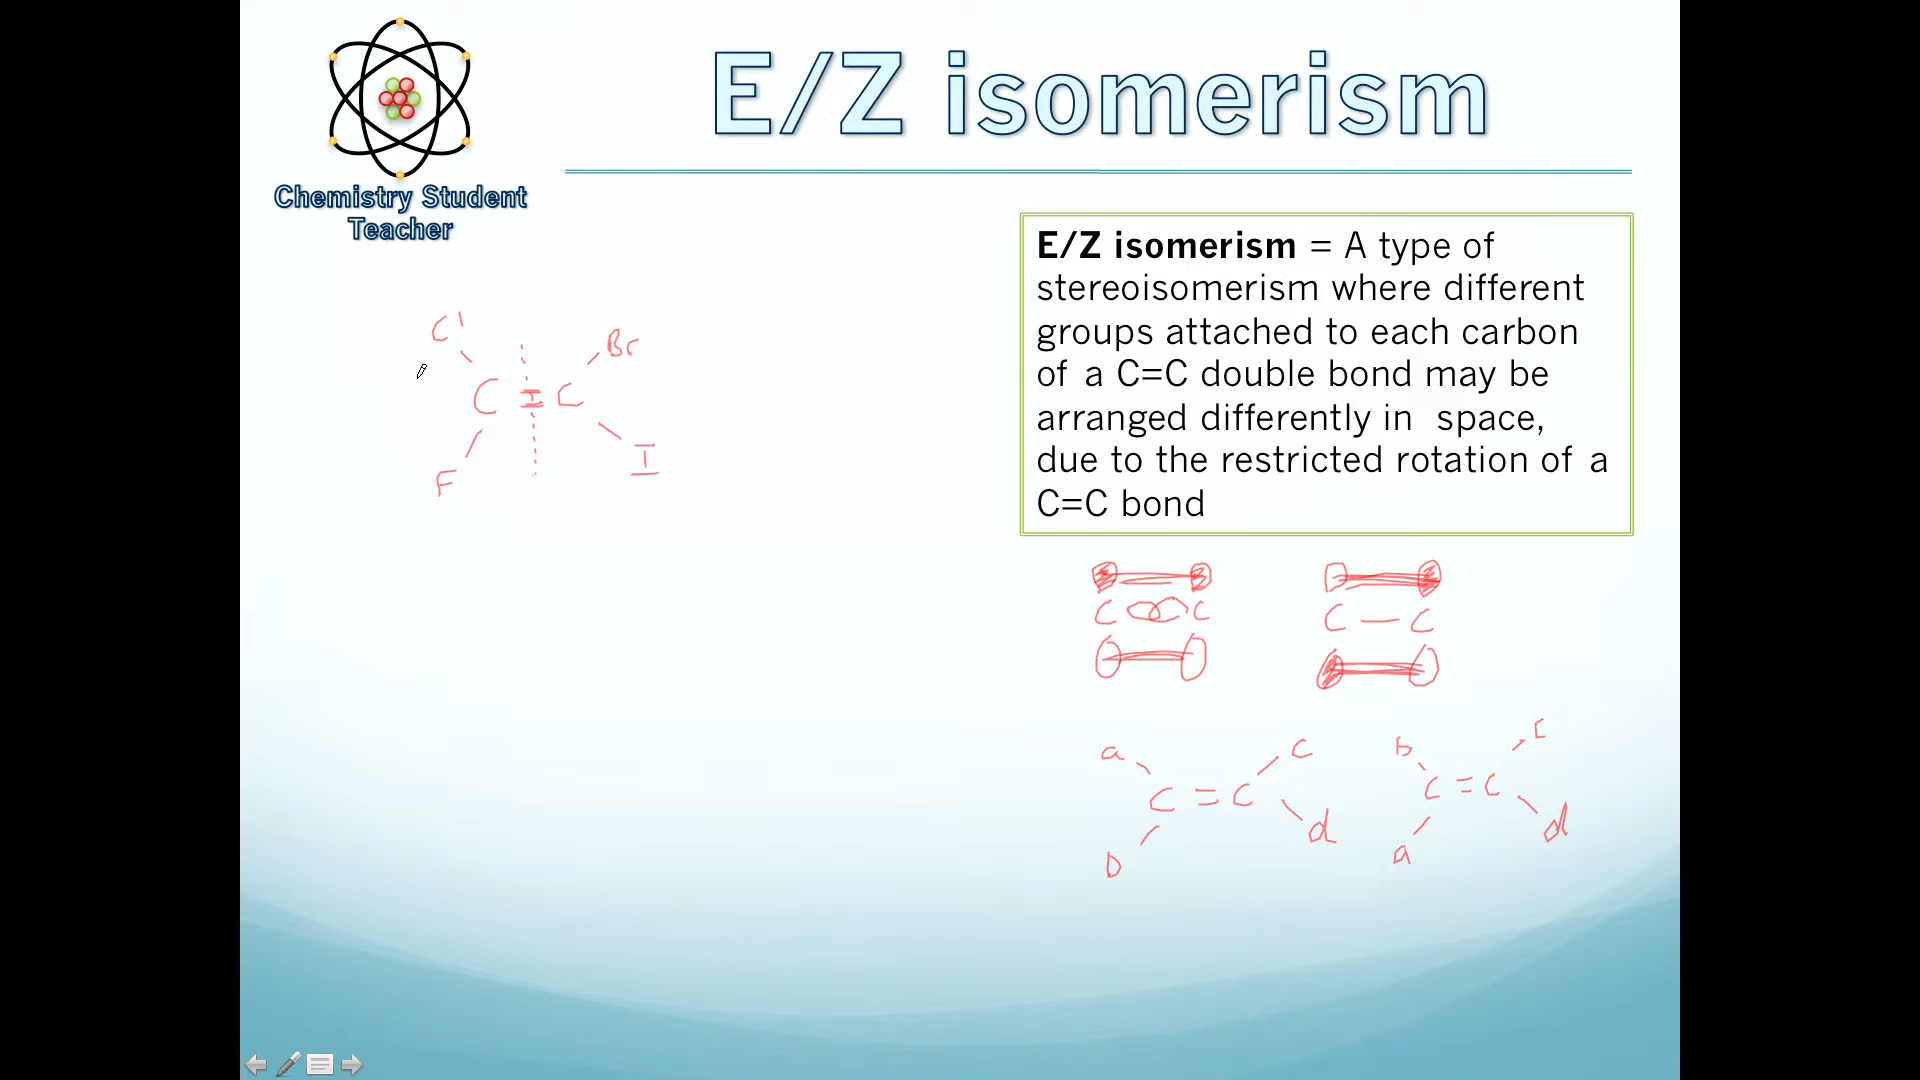 E/Z isomerism
Chemistry Student
Teacher
E/Z isomerism = A type of
stereoisomerism where different
groups attached to each carbon
of a C=C double bond may be
arranged differently in space,
due to the restricted rotation of a
C=C bond
Cl Br
C = C
F I
C C C — C
a c b
C = C C = C
d d
b a